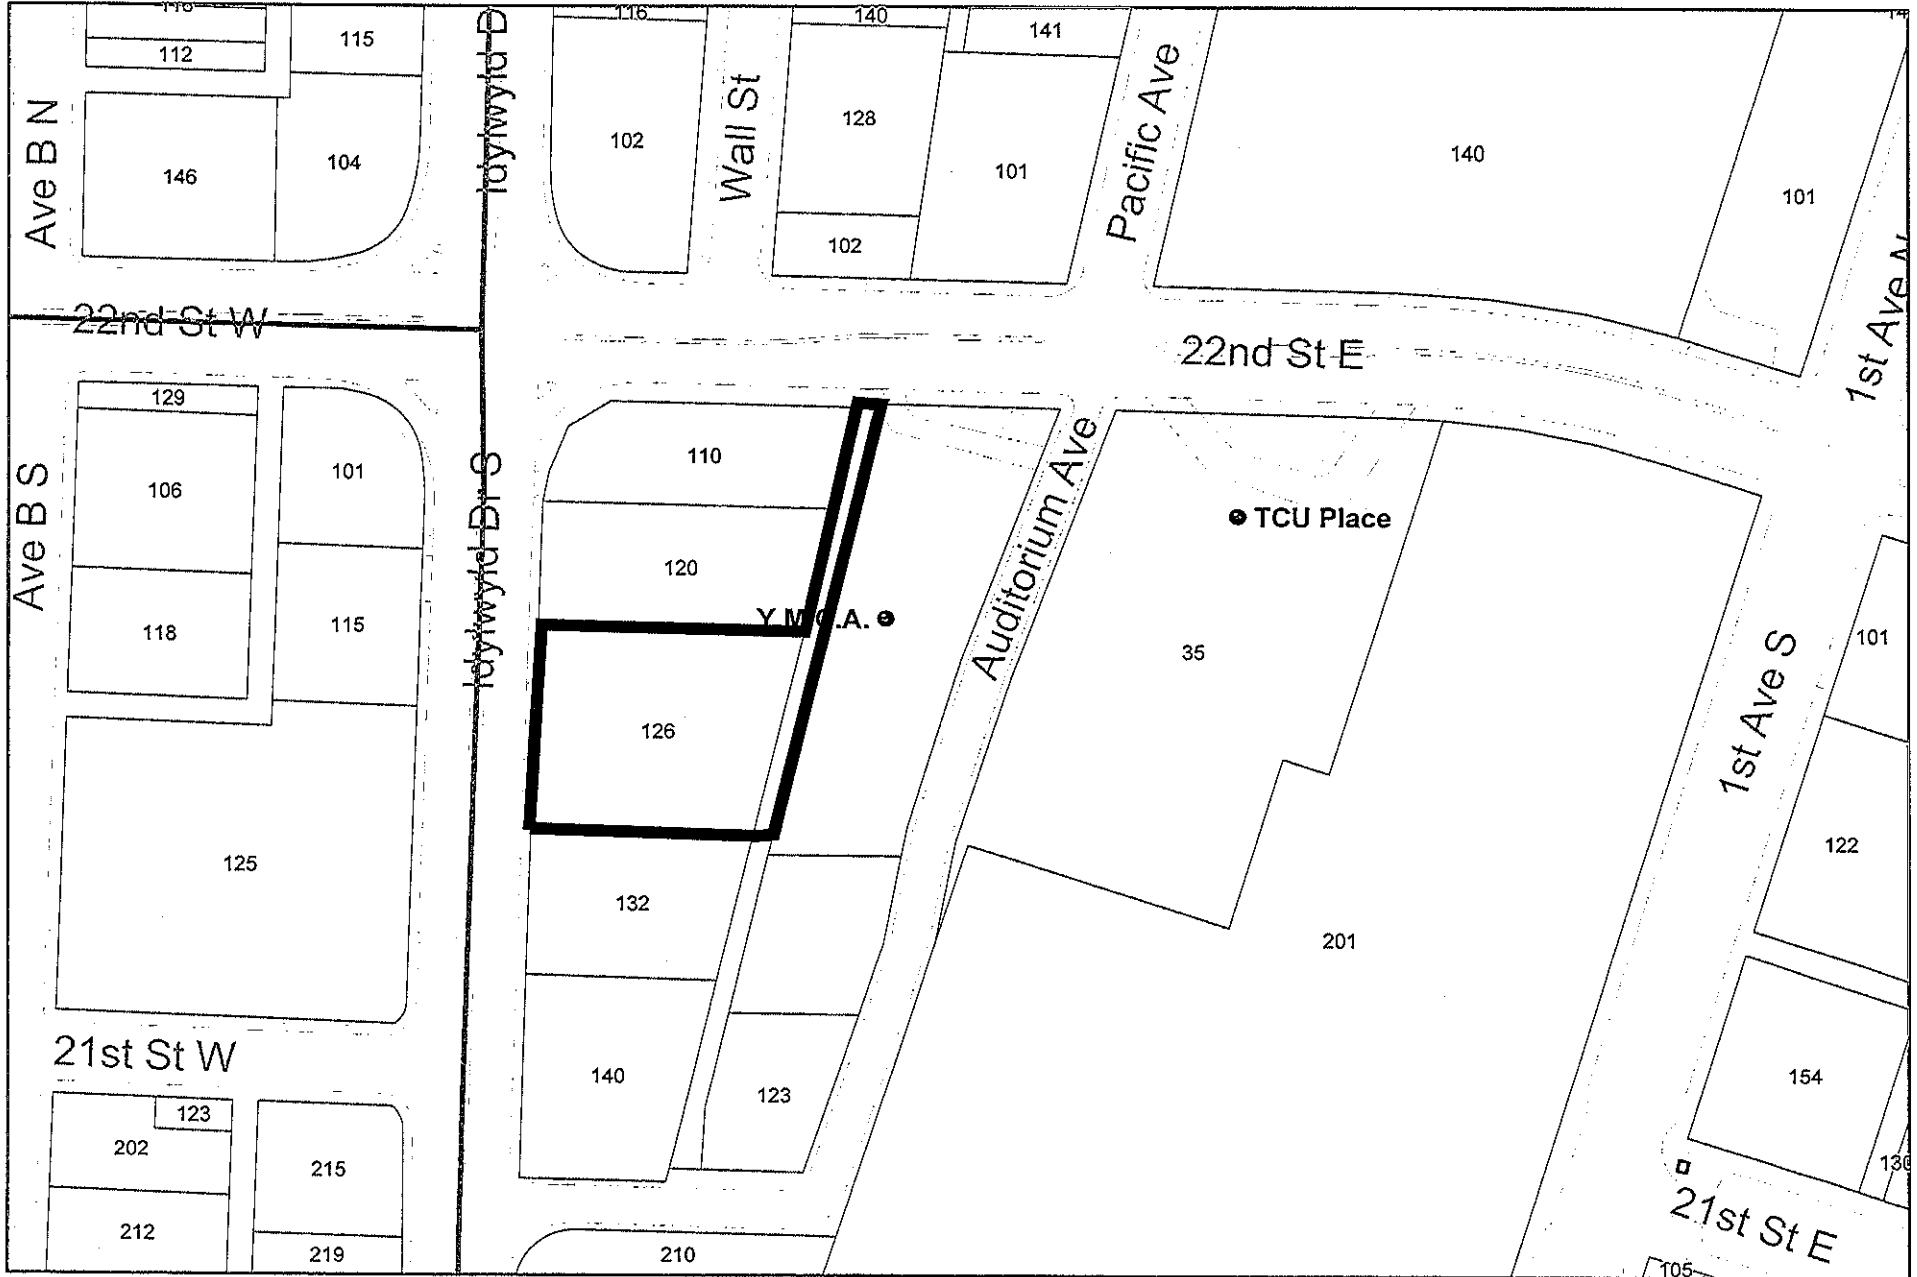 115
116
140
141
112
Ave B N
146
104
102
Wall St
128
102
101
Pacific Ave
140
101
1st Ave N
22nd St W
22nd St E
129
106
101
Ave B S
118
115
Idylwyld Dr S
110
120
Y.M.C.A.
126
Auditorium Ave
TCU Place
35
101
1st Ave S
122
125
132
201
21st St W
140
123
154
123
202
215
212
219
210
130
21st St E
105